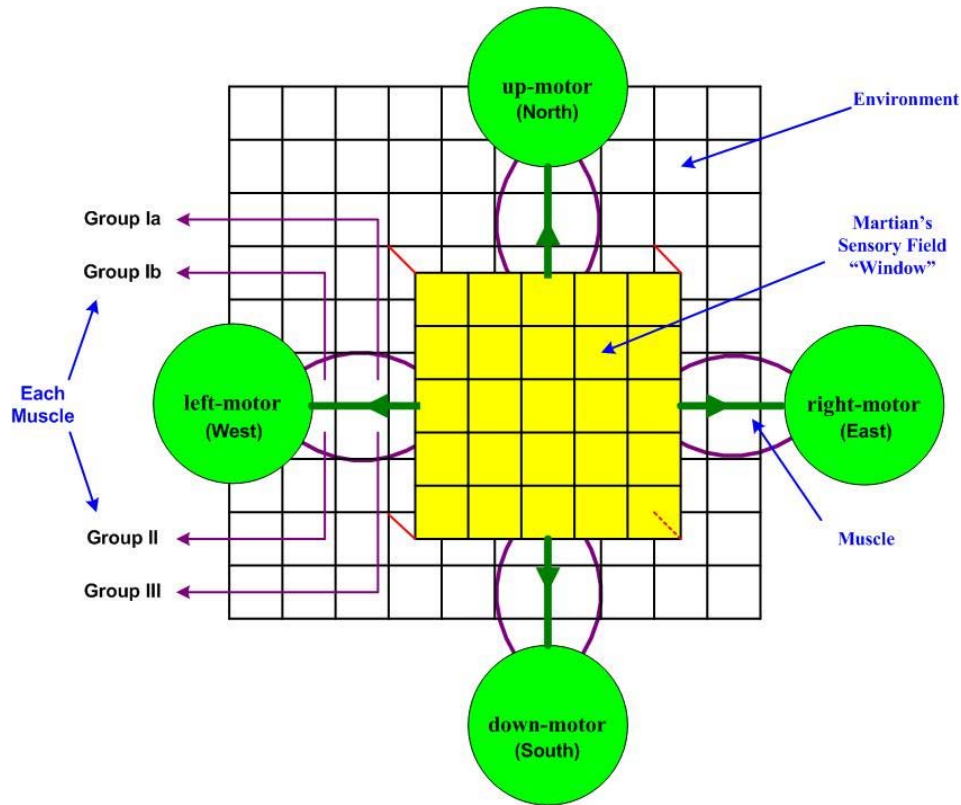 up-motor
(North)
Environment
Group Ia
Martian's
Sensory Field
“Window”
Group Ib
Each
Muscle
left-motor
(West)
right-motor
(East)
Group II
Muscle
Group III
down-motor
(South)